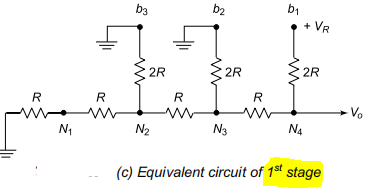 b3 b2 b1
+ VR
2R 2R 2R
R R R R
Vo
N1 N2 N3 N4
(c) Equivalent circuit of 1st stage